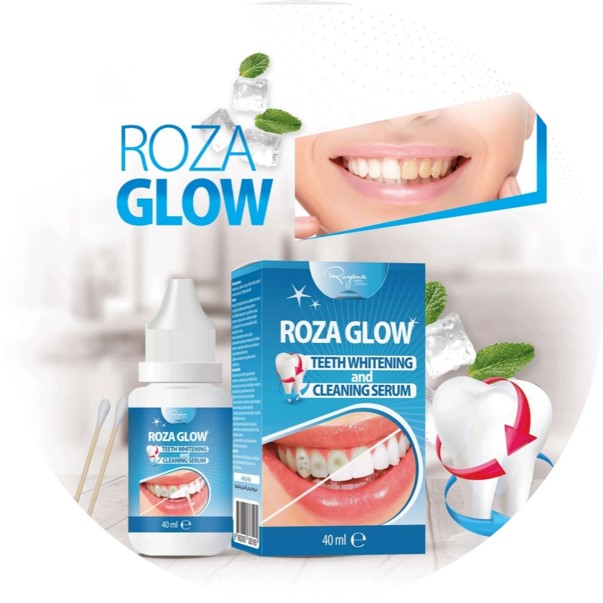 ROZA
GLOW
ROZA GLOW
TEETH WHITENING
and
CLEANING SERUM
40 ml ℮
ROZA GLOW
TEETH WHITENING
CLEANING SERUM
40 ml ℮